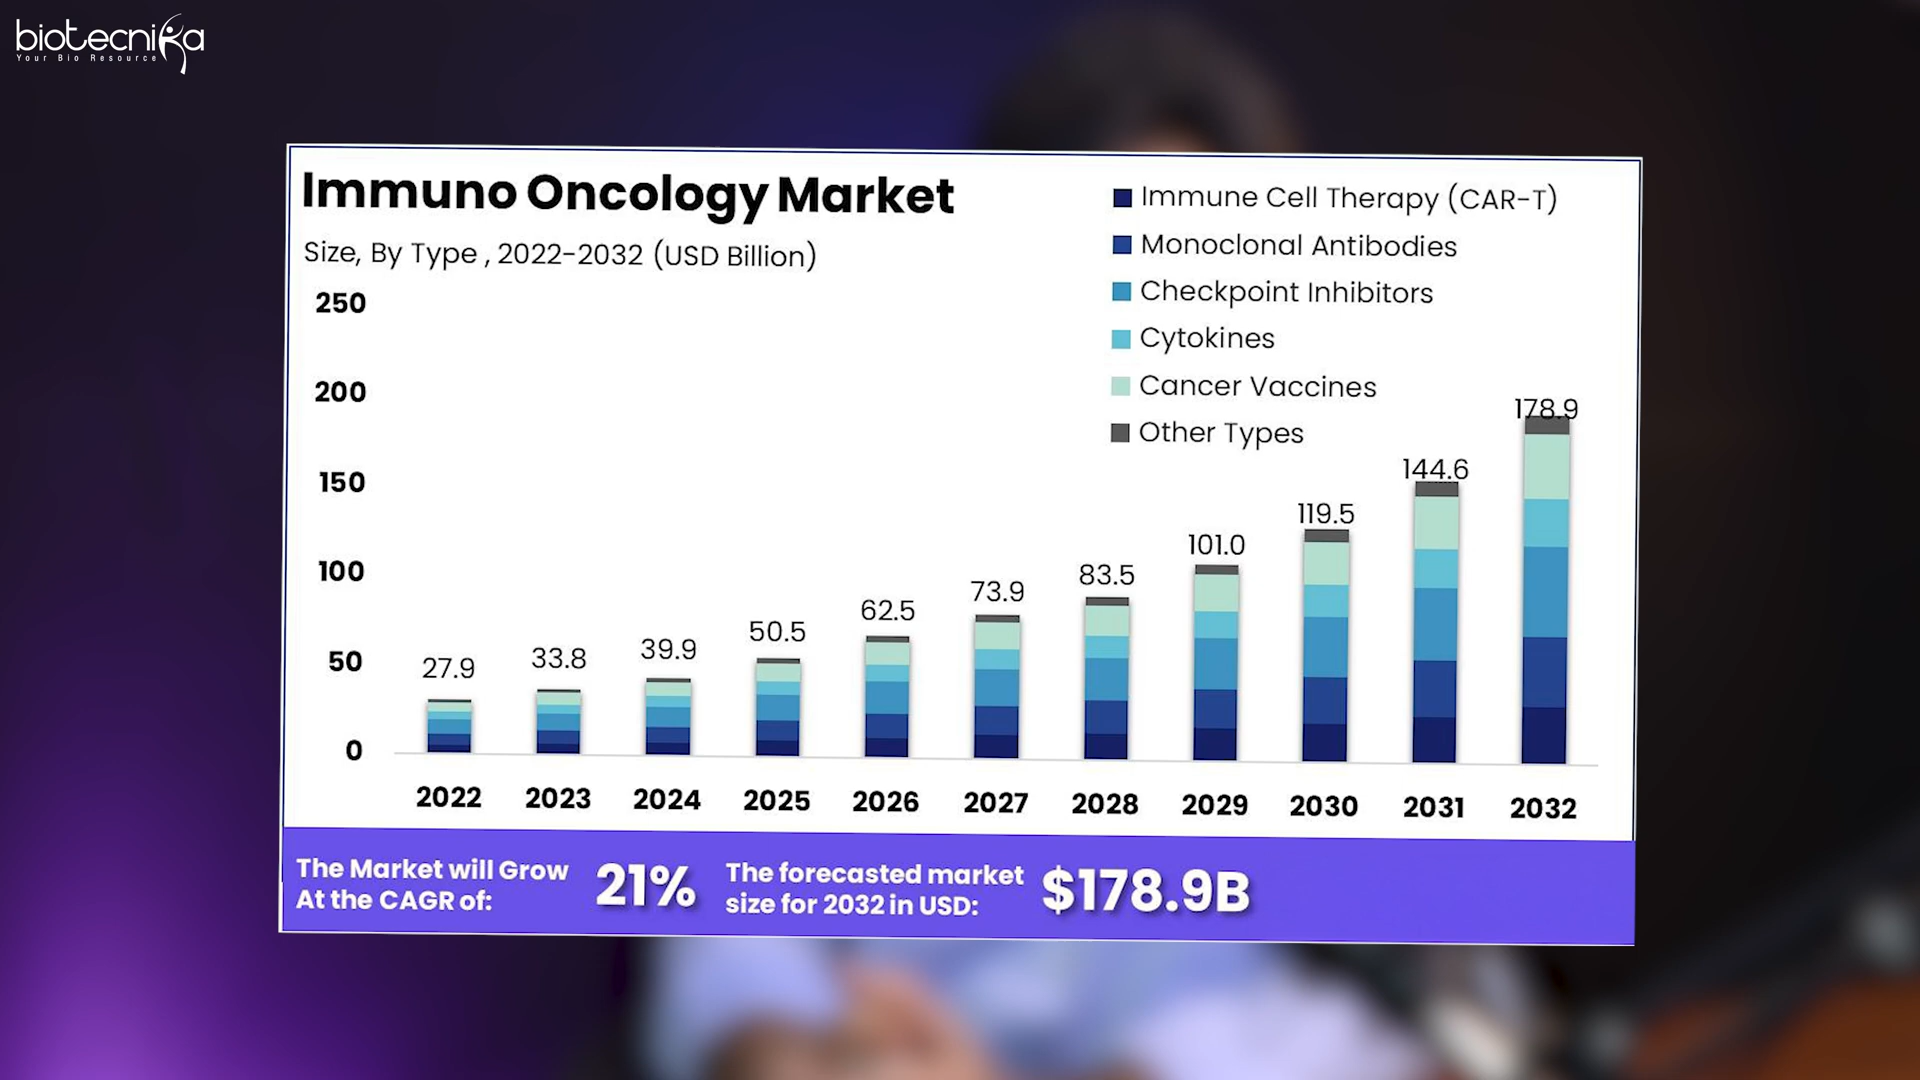 biotecnika
Your Bio Resource
Immuno Oncology Market
Size, By Type , 2022-2032 (USD Billion)
Immune Cell Therapy (CAR-T)
Monoclonal Antibodies
Checkpoint Inhibitors
Cytokines
Cancer Vaccines
Other Types
250
200
150
100
50
0
27.9
33.8
39.9
50.5
62.5
73.9
83.5
101.0
119.5
144.6
178.9
2022 2023 2024 2025 2026 2027 2028 2029 2030 2031 2032
The Market will Grow
At the CAGR of:
21%
The forecasted market
size for 2032 in USD:
$178.9B